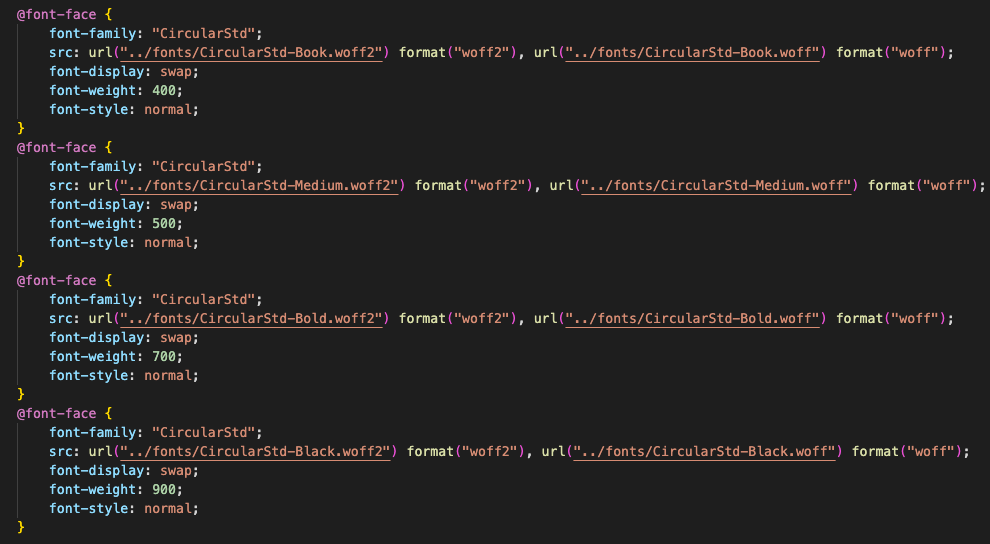 @font-face {
    font-family: "CircularStd";
    src: url("../fonts/CircularStd-Book.woff2") format("woff2"), url("../fonts/CircularStd-Book.woff") format("woff");
    font-display: swap;
    font-weight: 400;
    font-style: normal;
}
@font-face {
    font-family: "CircularStd";
    src: url("../fonts/CircularStd-Medium.woff2") format("woff2"), url("../fonts/CircularStd-Medium.woff") format("woff");
    font-display: swap;
    font-weight: 500;
    font-style: normal;
}
@font-face {
    font-family: "CircularStd";
    src: url("../fonts/CircularStd-Bold.woff2") format("woff2"), url("../fonts/CircularStd-Bold.woff") format("woff");
    font-display: swap;
    font-weight: 700;
    font-style: normal;
}
@font-face {
    font-family: "CircularStd";
    src: url("../fonts/CircularStd-Black.woff2") format("woff2"), url("../fonts/CircularStd-Black.woff") format("woff");
    font-display: swap;
    font-weight: 900;
    font-style: normal;
}